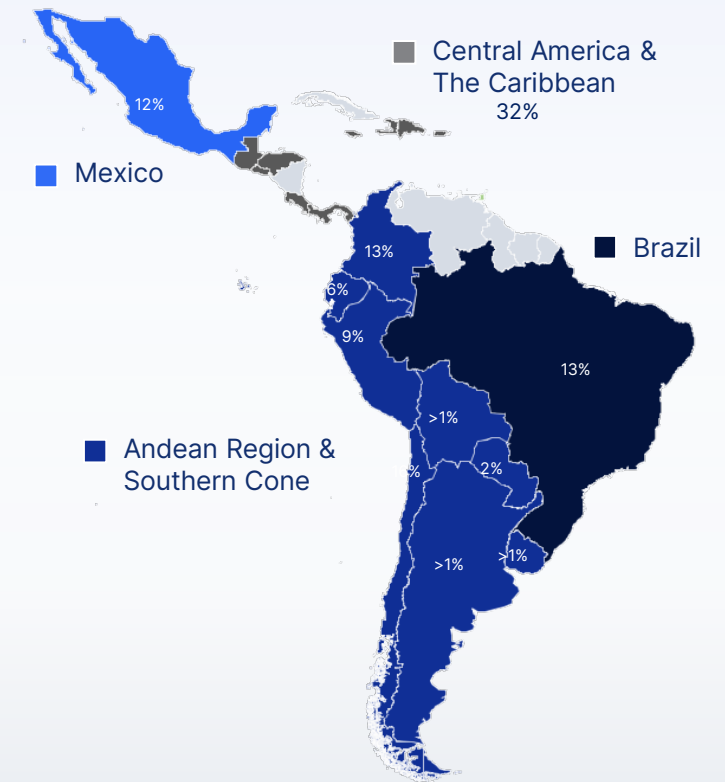 Central America &
The Caribbean
32%
12%
Mexico
Brazil
13%
6%
9%
13%
>1%
Andean Region &
Southern Cone
%
2%
>1%
>1%